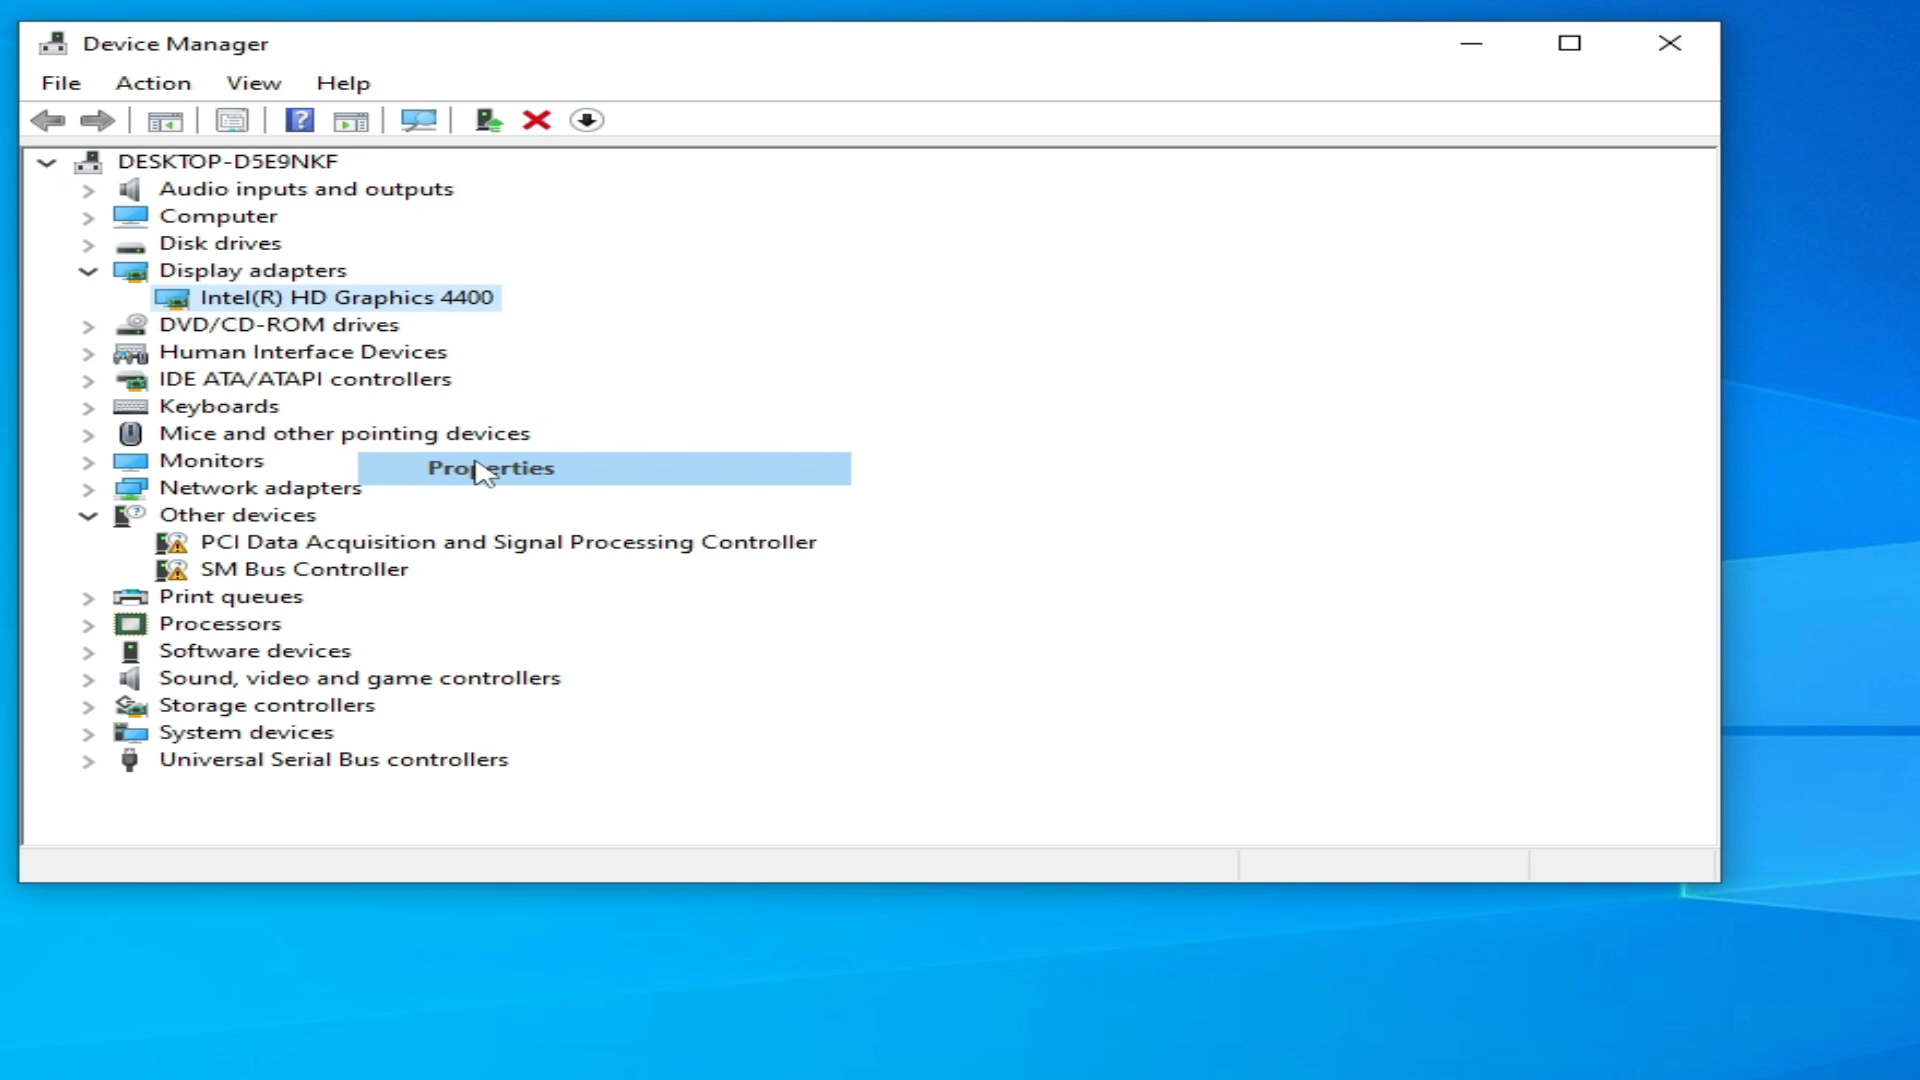 Device Manager
File Action View Help
DESKTOP-D5E9NKF
Audio inputs and outputs
Computer
Disk drives
Display adapters
Intel(R) HD Graphics 4400
DVD/CD-ROM drives
Human Interface Devices
IDE ATA/ATAPI controllers
Keyboards
Mice and other pointing devices
Monitors
Properties
Network adapters
Other devices
PCI Data Acquisition and Signal Processing Controller
SM Bus Controller
Print queues
Processors
Software devices
Sound, video and game controllers
Storage controllers
System devices
Universal Serial Bus controllers